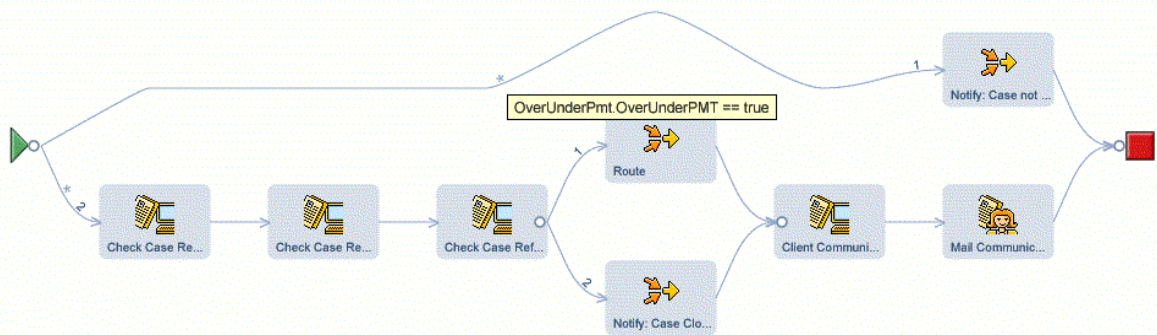 *
1
Notify: Case not ...
OverUnderPmt.OverUnderPMT == true
1
Route
*
2
Check Case Re...
Check Case Re...
Check Case Ref...
Client Communi...
Mail Communic...
2
Notify: Case Clo...